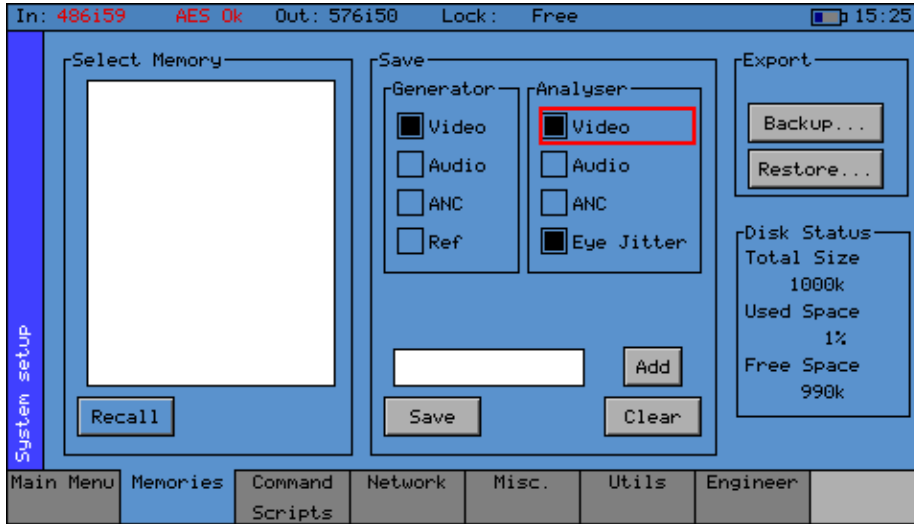 In: 486i59 AES Ok Out: 576i50 Lock: Free 15:25
System setup
Select Memory
Recall
Save
Generator
Video
Audio
ANC
Ref
Analyser
Video
Audio
ANC
Eye Jitter
Add
Save
Clear
Export
Backup...
Restore...
Disk Status
Total Size
1000k
Used Space
1%
Free Space
990k
Main Menu
Memories
Command
Scripts
Network
Misc.
Utils
Engineer